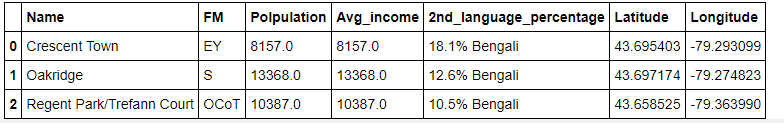 Name FM Polpulation Avg_income 2nd_language_percentage Latitude Longitude
0 Crescent Town EY 8157.0 8157.0 18.1% Bengali 43.695403 -79.293099
1 Oakridge S 13368.0 13368.0 12.6% Bengali 43.697174 -79.274823
2 Regent Park/Trefann Court OCoT 10387.0 10387.0 10.5% Bengali 43.658525 -79.363990